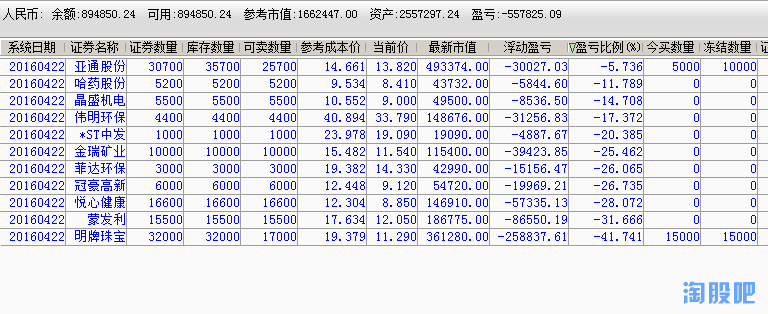 人民币: 余额:894850.24 可用:894850.24 参考市值:1662447.00 资产:2557297.24 盈亏:-557825.09
系统日期 证券名称 证券数量 库存数量 可卖数量 参考成本价 当前价 最新市值 浮动盈亏 盈亏比例(%) 今买数量 冻结数量 证
20160422 亚通股份 30700 35700 25700 14.661 13.820 493374.00 -30027.03 -5.736 5000 10000
20160422 哈药股份 5200 5200 5200 9.534 8.410 43732.00 -5844.60 -11.789 0 0
20160422 晶盛机电 5500 5500 5500 10.552 9.000 49500.00 -8536.50 -14.708 0 0
20160422 伟明环保 4400 4400 4400 40.894 33.790 148676.00 -31256.83 -17.372 0 0
20160422 *ST中发 1000 1000 1000 23.978 19.090 19090.00 -4887.67 -20.385 0 0
20160422 金瑞矿业 10000 10000 10000 15.482 11.540 115400.00 -39423.85 -25.462 0 0
20160422 菲达环保 3000 3000 3000 19.382 14.330 42990.00 -15156.47 -26.065 0 0
20160422 冠豪高新 6000 6000 6000 12.448 9.120 54720.00 -19969.21 -26.735 0 0
20160422 悦心健康 16600 16600 16600 12.304 8.850 146910.00 -57335.13 -28.072 0 0
20160422 蒙发利 15500 15500 15500 17.634 12.050 186775.00 -86550.19 -31.666 0 0
20160422 明牌珠宝 32000 32000 17000 19.379 11.290 361280.00 -258837.61 -41.741 15000 15000
淘股吧